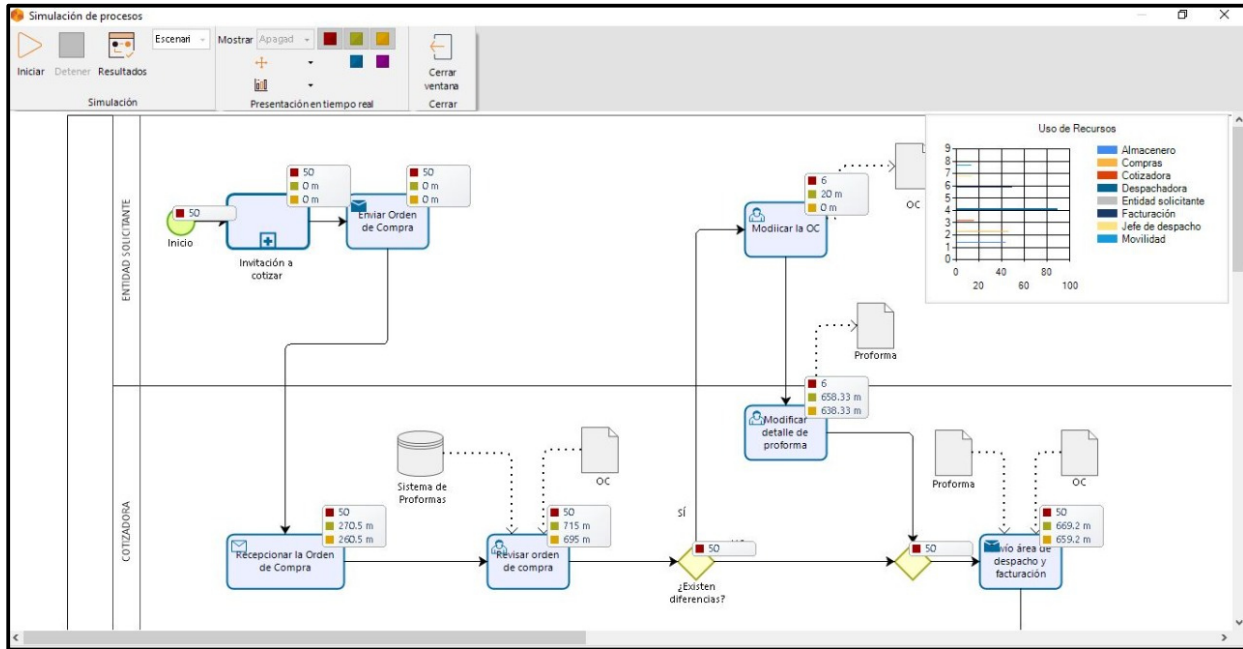 Simulación de procesos
Escenari
Mostrar
Apagad
Iniciar
Detener
Resultados
Cerrar
ventana
Simulación
Presentación en tiempo real
Cerrar
Uso de Recursos
9
8
7
6
5
4
3
2
1
0
0
40
80
20
60
100
Almacenero
Compras
Cotizadora
Despachadora
Entidad solicitante
Facturación
Jefe de despacho
Movilidad
ENTIDAD SOLICITANTE
50
Inicio
50
0 m
0 m
Invitación a
cotizar
50
0 m
0 m
Enviar Orden
de Compra
6
20 m
0 m
Modiicar la OC
OC
Proforma
COTIZADORA
6
658.33 m
638.33 m
Modificar
detalle de
proforma
Sistema de
Proformas
OC
Proforma
OC
50
270.5 m
260.5 m
Recepcionar la Orden
de Compra
50
715 m
695 m
Revisar orden
de compra
SÍ
50
¿Existen
diferencias?
50
50
669.2 m
659.2 m
área de
despacho y
facturación